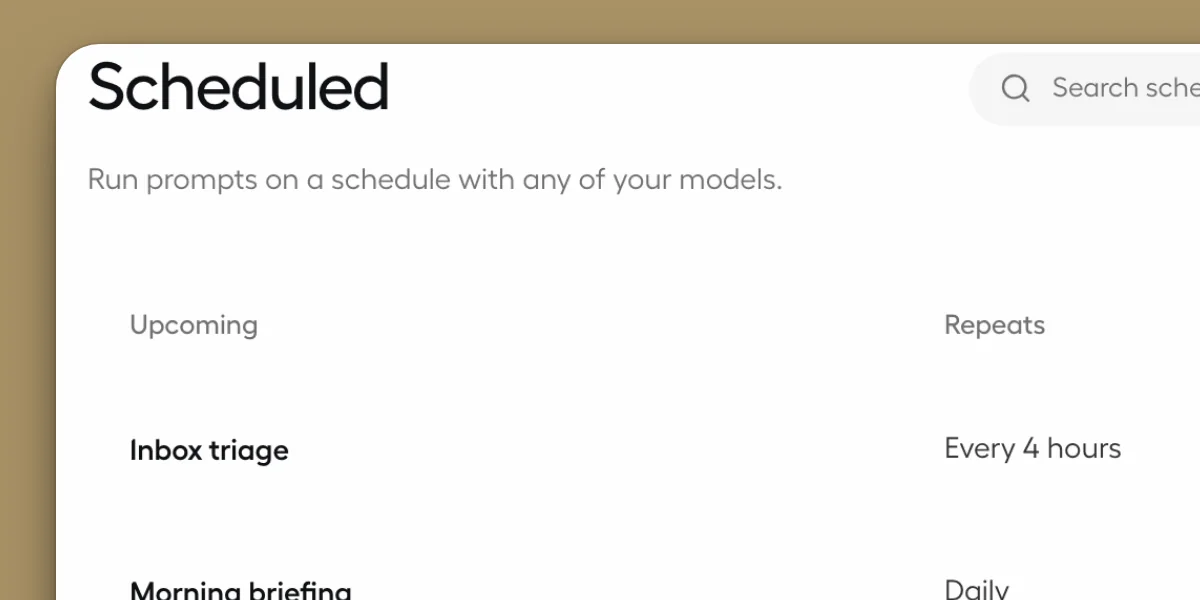 Scheduled
Search sche
Run prompts on a schedule with any of your models.
Upcoming
Repeats
Inbox triage
Every 4 hours
Morning briefing
Daily